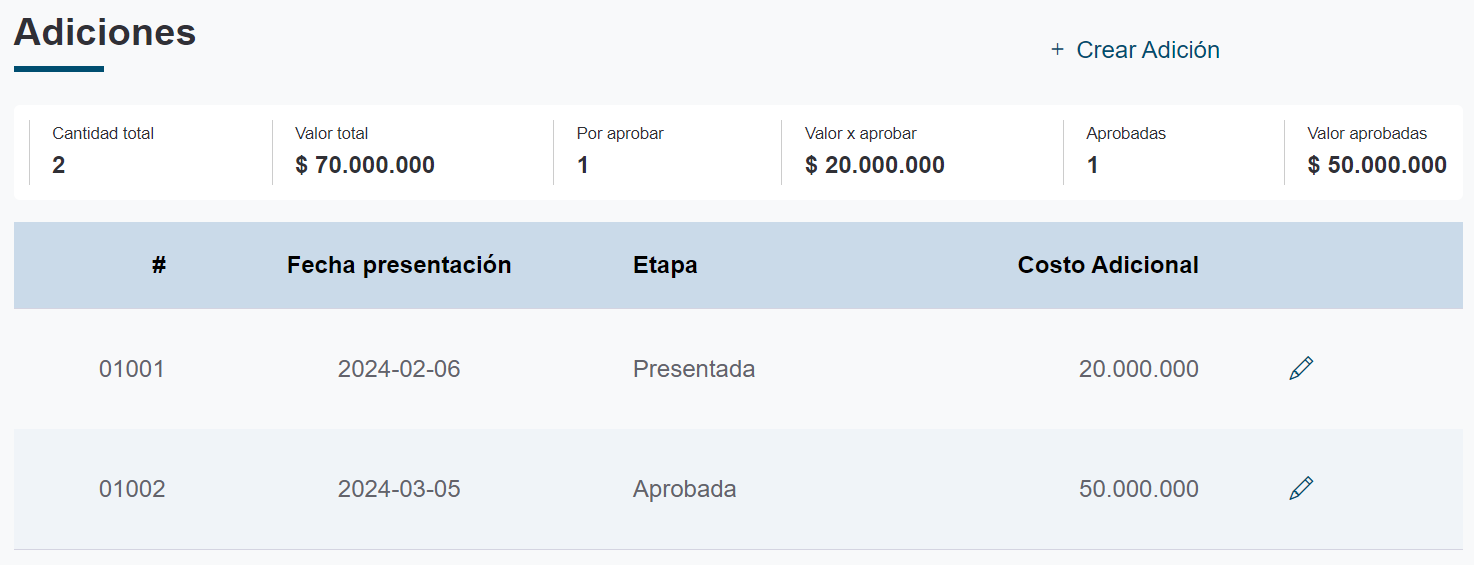 Adiciones
+ Crear Adición
Cantidad total Valor total Por aprobar Valor x aprobar Aprobadas Valor aprobadas
2 $ 70.000.000 1 $ 20.000.000 1 $ 50.000.000
# Fecha presentación Etapa Costo Adicional
01001 2024-02-06 Presentada 20.000.000
01002 2024-03-05 Aprobada 50.000.000